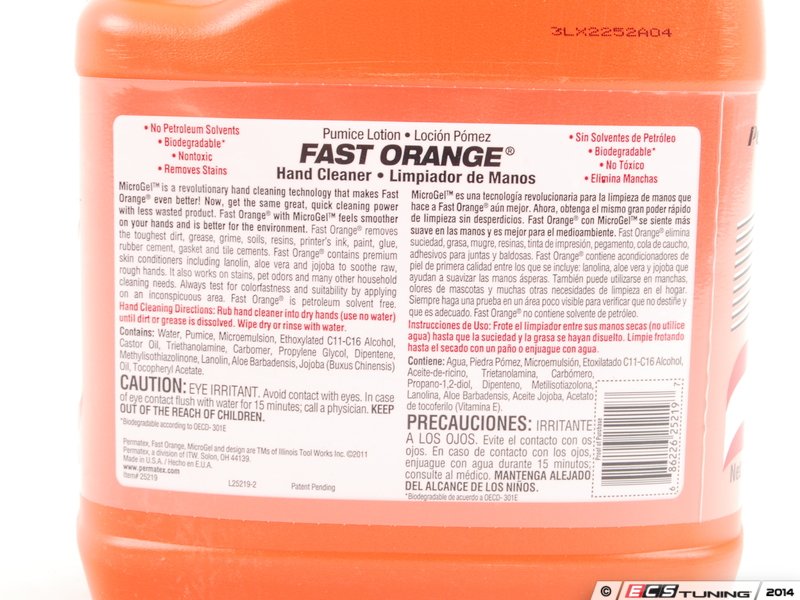 3LX2252A04
• No Petroleum Solvents
• Biodegradable*
• Nontoxic
• Removes Stains
Pumice Lotion • Loción Pómez
FAST ORANGE®
Hand Cleaner • Limpiador de Manos
• Sin Solventes de Petróleo
• Biodegradable*
• No Tóxico
• Elimina Manchas
MicroGel™ is a revolutionary hand cleaning technology that makes Fast
Orange® even better! Now, get the same great, quick cleaning power
with less wasted product. Fast Orange® with MicroGel™ feels smoother
on your hands and is better for the environment. Fast Orange® removes
the toughest dirt, grease, grime, soils, resins, printer's ink, paint, glue,
rubber cement, gasket and tile cements. Fast Orange® contains premium
skin conditioners including lanolin, aloe vera and jojoba to soothe raw,
rough hands. It also works on stains, pet odors and many other household
cleaning needs. Always test for colorfastness and suitability by applying
on an inconspicuous area. Fast Orange® is petroleum solvent free.
Hand Cleaning Directions: Rub hand cleaner into dry hands (use no water)
until dirt or grease is dissolved. Wipe dry or rinse with water.
Contains: Water, Pumice, Microemulsion, Ethoxylated C11-C16 Alcohol,
Castor Oil, Triethanolamine, Carbomer, Propylene Glycol, Dipentene,
Methylisothiazolinone, Lanolin, Aloe Barbadensis, Jojoba (Buxus Chinensis)
Oil, Tocopheryl Acetate.
CAUTION: EYE IRRITANT. Avoid contact with eyes. In case
of eye contact flush with water for 15 minutes; call a physician. KEEP
OUT OF THE REACH OF CHILDREN.
*Biodegradable according to OECD- 301E
Permatex, Fast Orange, MicroGel and design are TMs of Illinois Tool Works Inc. ©2011
Permatex, a division of ITW, Solon, OH 44139.
Made in U.S.A. / Hecho en E.U.A.
www.permatex.com
Item# 25219
L25219-2
Patent Pending
MicroGel™ es una tecnología revolucionaria para la limpieza de manos que
hace a Fast Orange® aún mejor. Ahora, obtenga el mismo gran poder rápido
de limpieza sin desperdicios. Fast Orange® con MicroGel™ se siente más
suave en las manos y es mejor para el medioambiente. Fast Orange® elimina
suciedad, grasa, mugre, resinas, tinta de impresión, pegamento, cola de caucho,
adhesivos para juntas y baldosas. Fast Orange® contiene acondicionadores de
piel de primera calidad entre los que se incluye: lanolina, aloe vera y jojoba que
ayudan a suavizar las manos ásperas. También puede utilizarse en manchas,
olores de mascotas y muchas otras necesidades de limpieza en el hogar.
Siempre haga una prueba en un área poco visible para verificar que no destiñe y
que es adecuado. Fast Orange® no contiene solvente de petróleo.
Instrucciones de Uso: Frote el limpiador entre sus manos secas (no utilice
agua) hasta que la suciedad y la grasa se hayan disuelto. Limpie frotando
hasta el secado con un paño o enjuague con agua.
Contiene: Agua, Piedra Pómez, Microemulsión, Etoxilatado C11-C16 Alcohol,
Aceite-de-ricino, Trietanolamina, Carbómero,
Propano-1,2-diol, Dipenteno, Metilisotiazolona,
Lanolina, Aloe Barbadensis, Aceite Jojoba, Acetato
de tocoferilo (Vitamina E).
PRECAUCIONES: IRRITANTE
A LOS OJOS. Evite el contacto con os
ojos. En caso de contacto con los ojos,
enjuague con agua durante 15 minutos;
consulte al médico. MANTENGA ALEJADO
DEL ALCANCE DE LOS NIÑOS.
*Biodegradable de acuerdo a OECD- 301E
Proof of Purchase
6 86226 25219 7
Ne
© ECS TUNING 2014